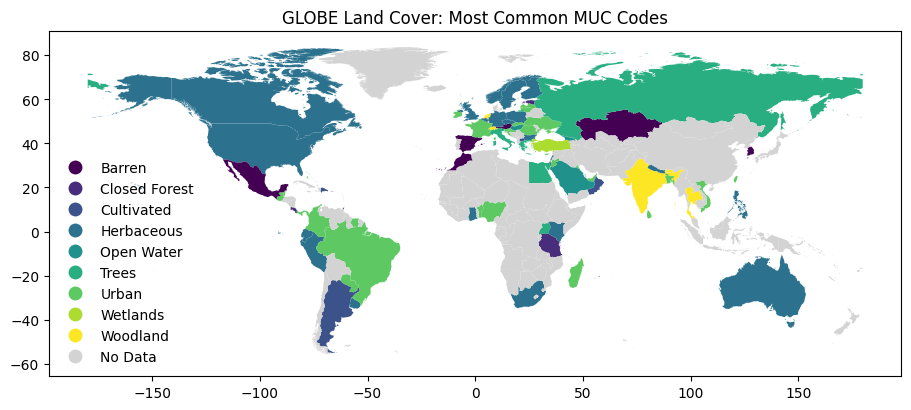 GLOBE Land Cover: Most Common MUC Codes
80
60
40
20
0
−20
−40
−60
Barren
Closed Forest
Cultivated
Herbaceous
Open Water
Trees
Urban
Wetlands
Woodland
No Data
−150
−100
−50
0
50
100
150